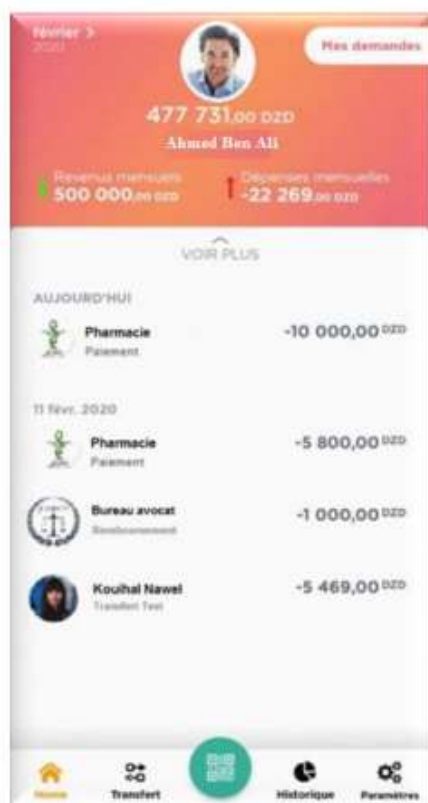 février >
2020
Mes demandes
477 731,00 DZD
Ahmed Ben Ali
Revenus mensuels
500 000,00 DZD
Dépenses mensuelles
-22 269,00 DZD
VOIR PLUS
AUJOURD'HUI
Pharmacie
-10 000,00 DZD
Paiement
11 févr. 2020
Pharmacie
-5 800,00 DZD
Paiement
Bureau avocat
-1 000,00 DZD
Remboursement
Kouihal Nawel
-5 469,00 DZD
Transfert Test
Home
Transfert
Historique
Paramètres